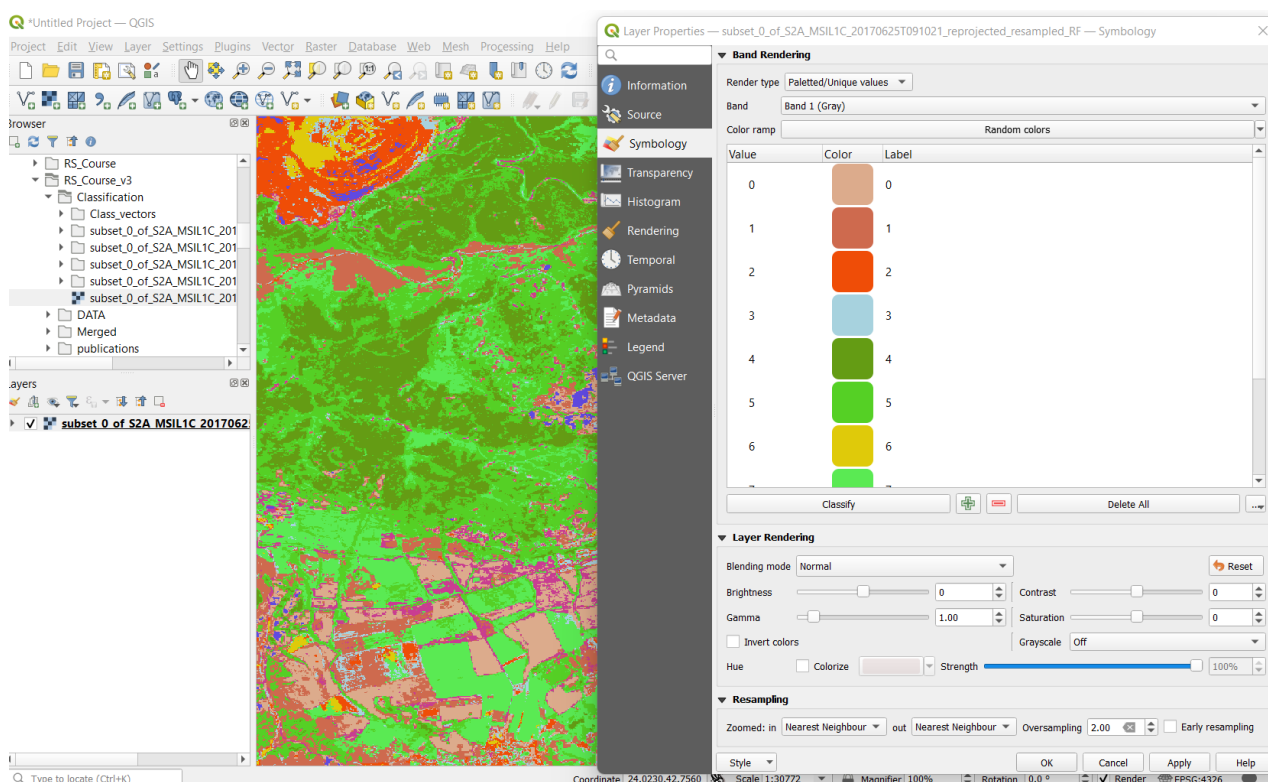 *Untitled Project — QGIS
Project Edit View Layer Settings Plugins Vector Raster Database Web Mesh Processing Help
Browser
RS_Course
RS_Course_v3
Classification
Class_vectors
subset_0_of_S2A_MSIL1C_201
subset_0_of_S2A_MSIL1C_201
subset_0_of_S2A_MSIL1C_201
subset_0_of_S2A_MSIL1C_201
subset_0_of_S2A_MSIL1C_201
DATA
Merged
publications
Layers
subset_0_of_S2A_MSIL1C_2017062
Type to locate (Ctrl+K)
Coordinate 24.0230,42.7560 Scale 1:30772 Magnifier 100% Rotation 0.0 ° Render EPSG:4326
Layer Properties — subset_0_of_S2A_MSIL1C_20170625T091021_reprojected_resampled_RF — Symbology
Information
Source
Symbology
Transparency
Histogram
Rendering
Temporal
Pyramids
Metadata
Legend
QGIS Server
Band Rendering
Render type Paletted/Unique values
Band Band 1 (Gray)
Color ramp Random colors
Value Color Label
0 0
1 1
2 2
3 3
4 4
5 5
6 6
Classify Delete All ...
Layer Rendering
Blending mode Normal Reset
Brightness 0 Contrast 0
Gamma 1.00 Saturation 0
Invert colors Grayscale Off
Hue Colorize Strength 100%
Resampling
Zoomed: in Nearest Neighbour out Nearest Neighbour Oversampling 2.00 Early resampling
Style OK Cancel Apply Help